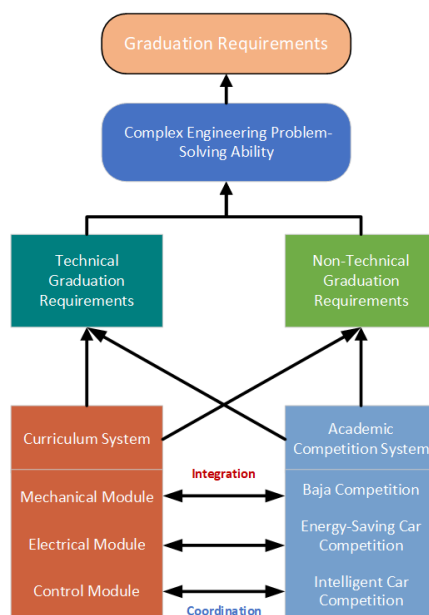 Graduation Requirements
Complex Engineering Problem-
Solving Ability
Technical
Graduation
Requirements
Non-Technical
Graduation
Requirements
Curriculum System
Academic
Competition System
Integration
Mechanical Module
Baja Competition
Electrical Module
Energy-Saving Car
Competition
Control Module
Intelligent Car
Competition
Coordination